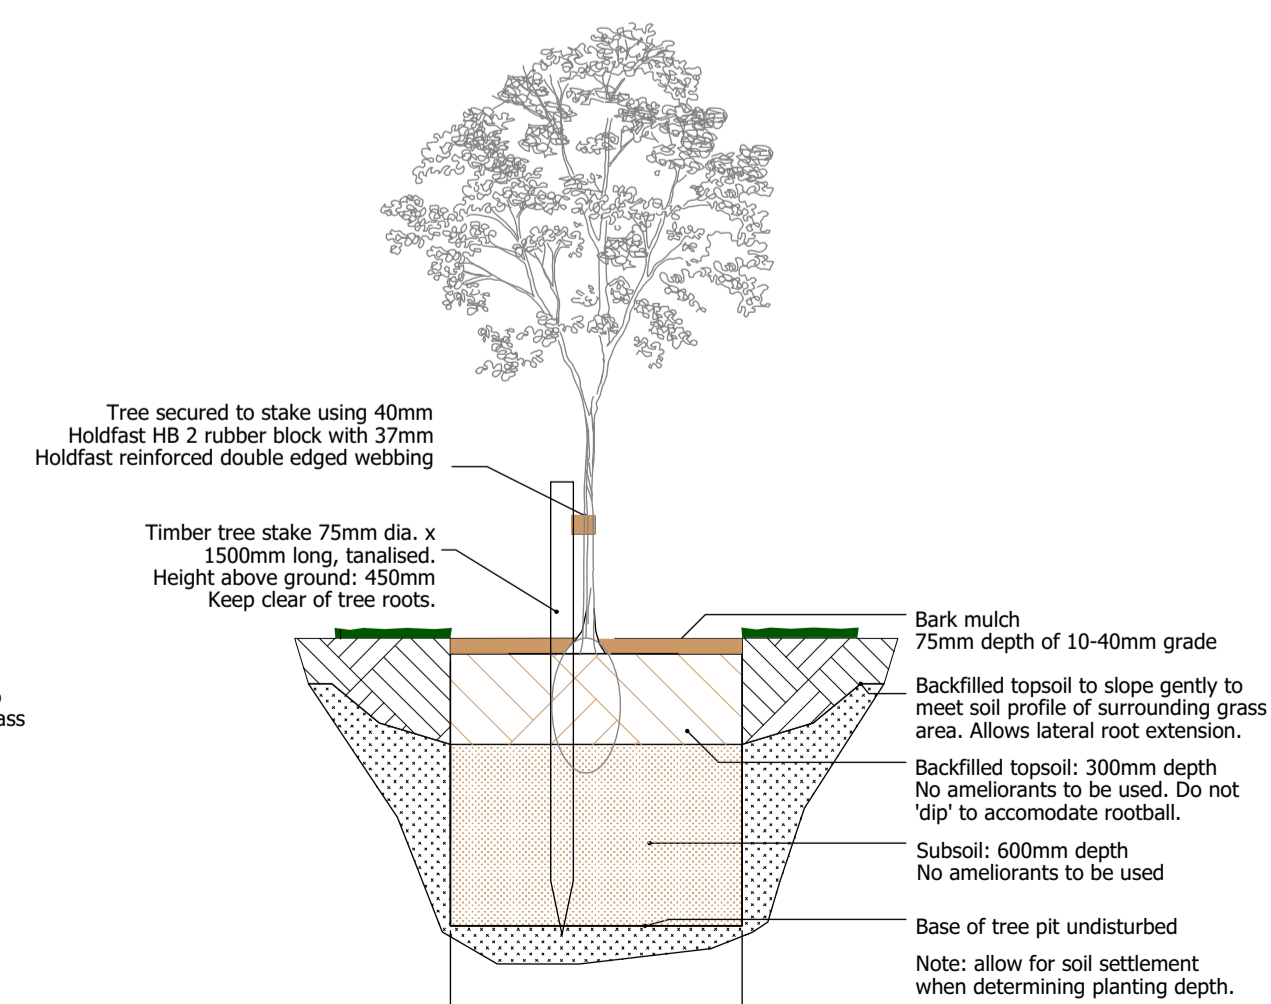 Tree secured to stake using 40mm
Holdfast HB 2 rubber block with 37mm
Holdfast reinforced double edged webbing
Timber tree stake 75mm dia. x
1500mm long, tanalised.
Height above ground: 450mm
Keep clear of tree roots.
Bark mulch
75mm depth of 10-40mm grade
Backfilled topsoil to slope gently to
meet soil profile of surrounding grass
area. Allows lateral root extension.
Backfilled topsoil: 300mm depth
No ameliorants to be used. Do not
'dip' to accomodate rootball.
Subsoil: 600mm depth
No ameliorants to be used
Base of tree pit undisturbed
Note: allow for soil settlement
when determining planting depth.